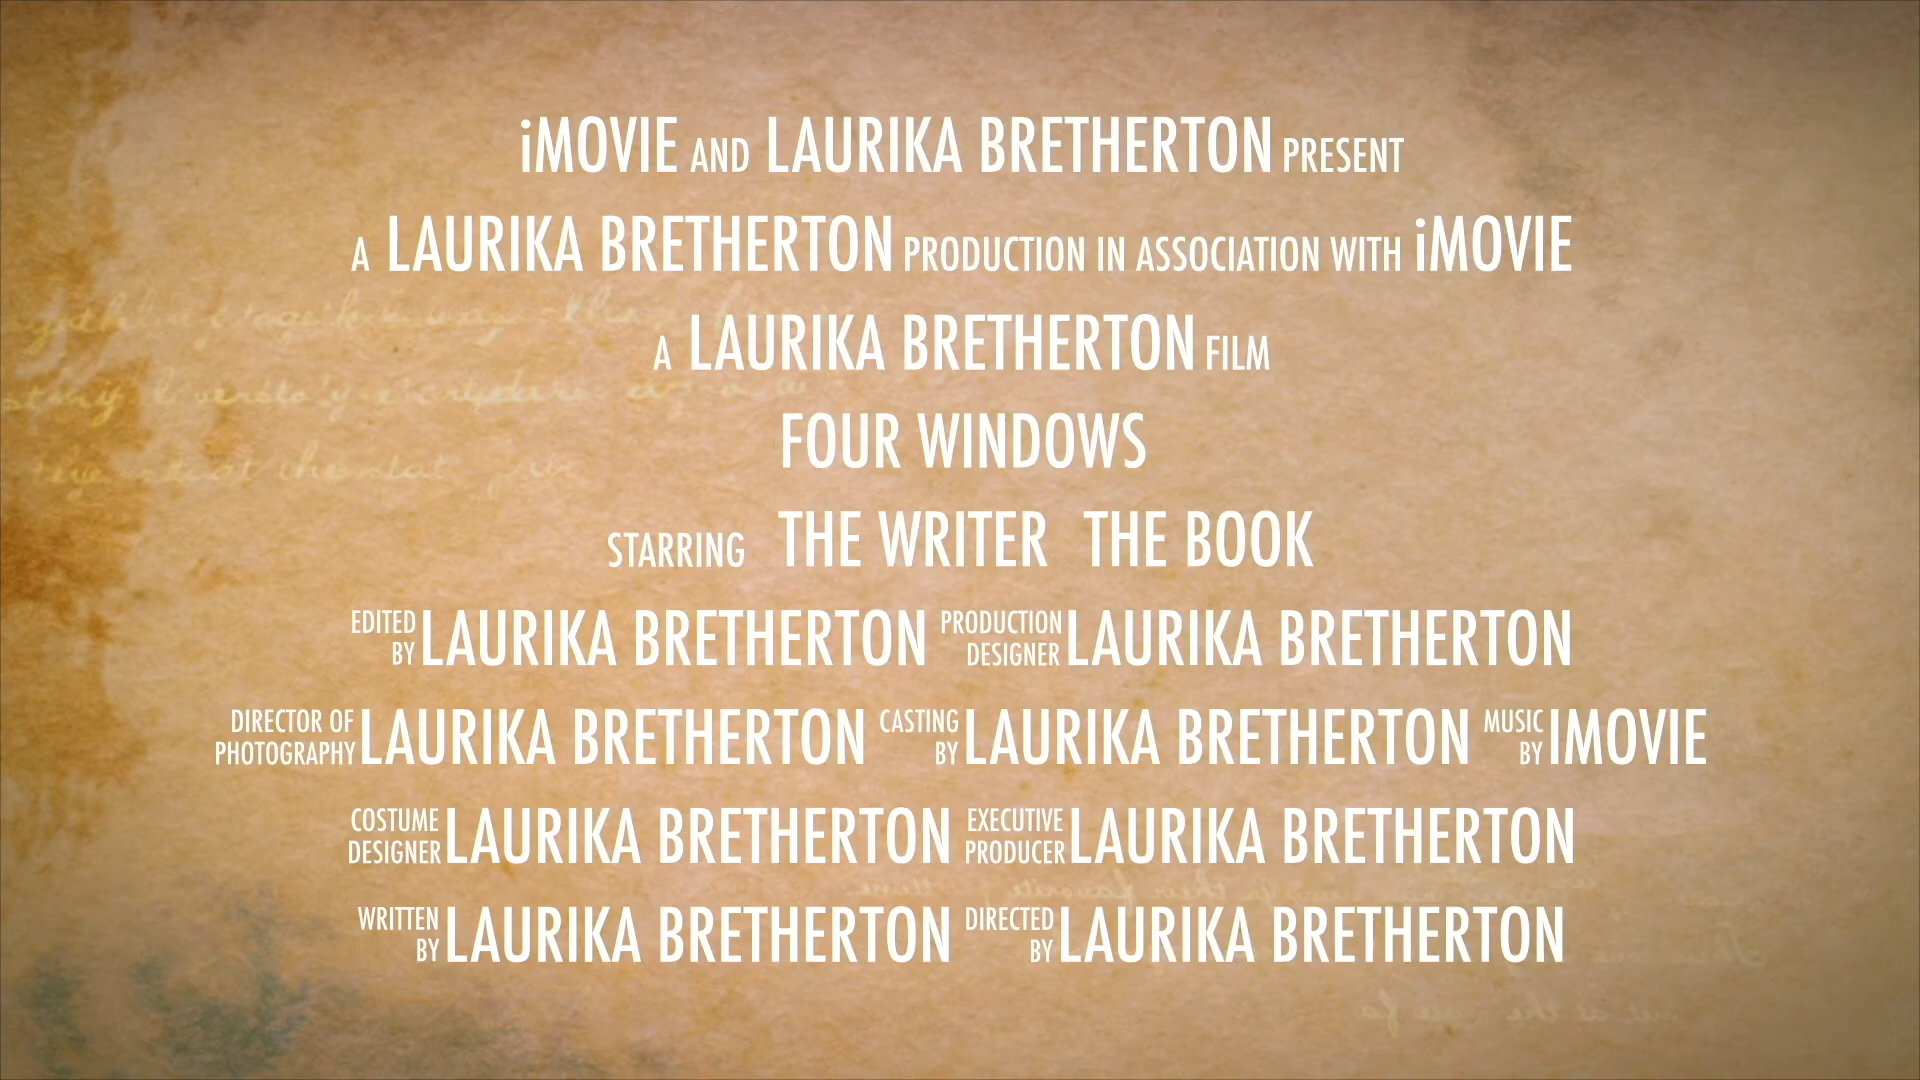 iMOVIE AND LAURIKA BRETHERTON PRESENT
A LAURIKA BRETHERTON PRODUCTION IN ASSOCIATION WITH iMOVIE
A LAURIKA BRETHERTON FILM
FOUR WINDOWS
STARRING THE WRITER THE BOOK
EDITED BY LAURIKA BRETHERTON PRODUCTION DESIGNER LAURIKA BRETHERTON
DIRECTOR OF PHOTOGRAPHY LAURIKA BRETHERTON CASTING BY LAURIKA BRETHERTON MUSIC BY IMOVIE
COSTUME DESIGNER LAURIKA BRETHERTON EXECUTIVE PRODUCER LAURIKA BRETHERTON
WRITTEN BY LAURIKA BRETHERTON DIRECTED BY LAURIKA BRETHERTON